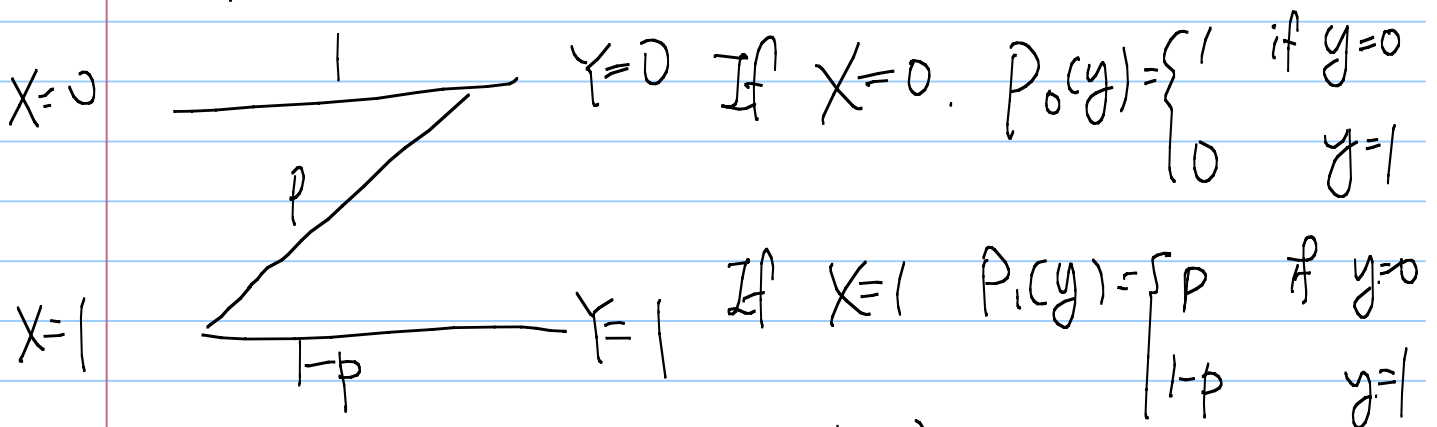 X=0 1 Y=0 If X=0. P₀(y)={1 if y=0
0 y=1
p
If X=1 P₁(y)={p if y=0
X=1 1-p Y=1 1-p y=1